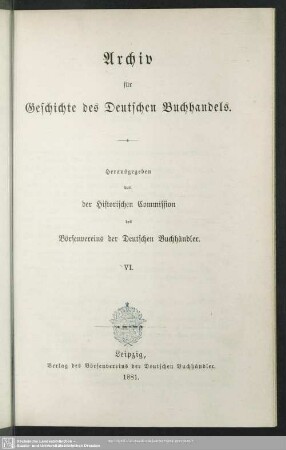 Archiv
für
Geschichte des Deutschen Buchhandels.
Herausgegeben
von
der Historischen Commission
des
Börsenvereins der Deutschen Buchhändler.
VI.
Leipzig,
Verlag des Börsenvereins der Deutschen Buchhändler.
1881.